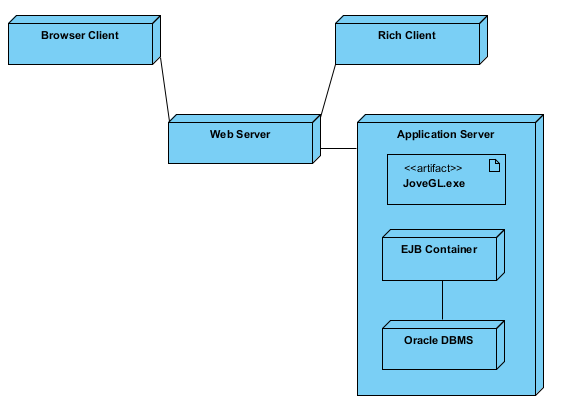 Browser Client
Rich Client
Web Server
Application Server
<<artifact>>
JoveGL.exe
EJB Container
Oracle DBMS